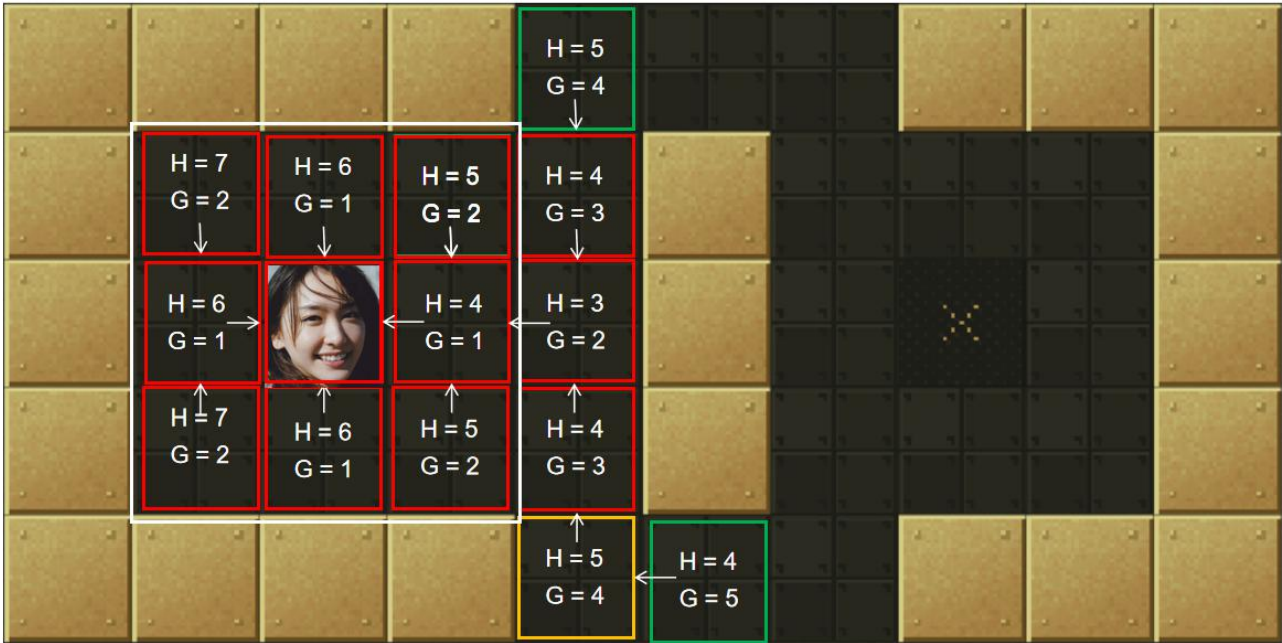 H = 5
G = 4
H = 7
G = 2
H = 6
G = 1
H = 5
G = 2
H = 4
G = 3
H = 6
G = 1
H = 4
G = 1
H = 3
G = 2
H = 7
G = 2
H = 6
G = 1
H = 5
G = 2
H = 4
G = 3
H = 5
G = 4
H = 4
G = 5